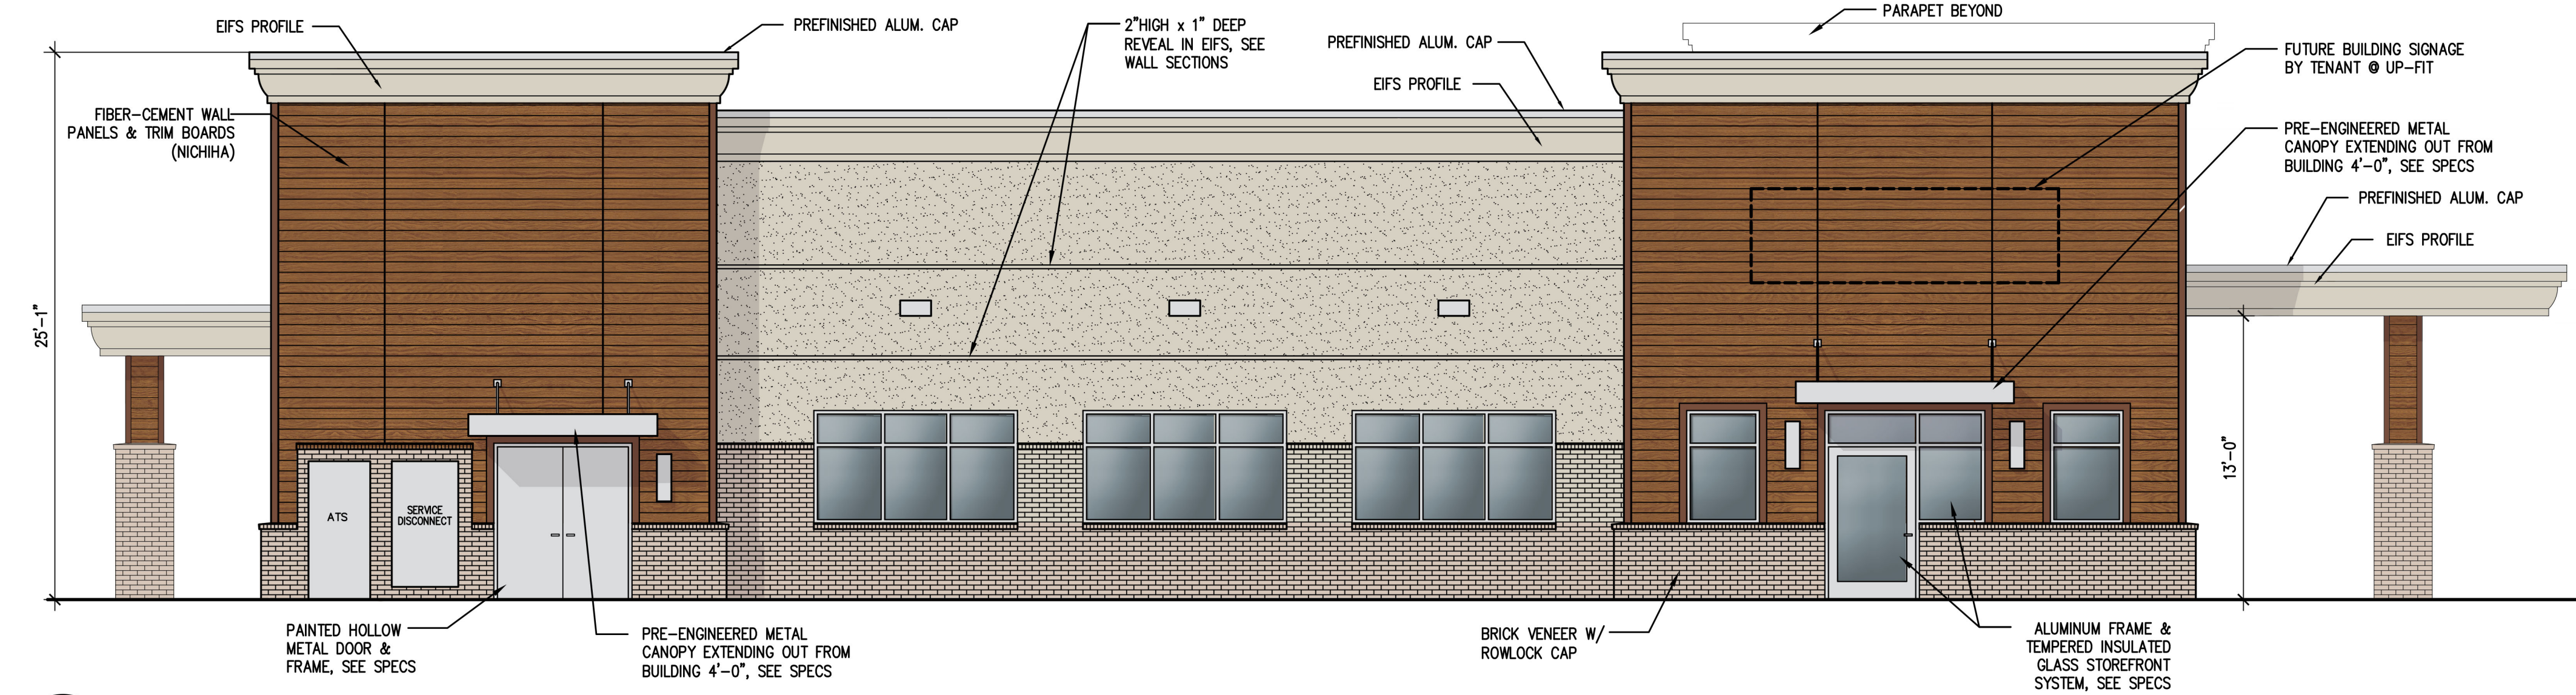 EIFS PROFILE
PREFINISHED ALUM. CAP
2"HIGH x 1" DEEP
REVEAL IN EIFS, SEE
WALL SECTIONS
PREFINISHED ALUM. CAP
EIFS PROFILE
PARAPET BEYOND
FUTURE BUILDING SIGNAGE
BY TENANT @ UP-FIT
FIBER-CEMENT WALL
PANELS & TRIM BOARDS
(NICHIHA)
PRE-ENGINEERED METAL
CANOPY EXTENDING OUT FROM
BUILDING 4'-0", SEE SPECS
PREFINISHED ALUM. CAP
EIFS PROFILE
25'-1"
13'-0"
ATS
SERVICE
DISCONNECT
PAINTED HOLLOW
METAL DOOR &
FRAME, SEE SPECS
PRE-ENGINEERED METAL
CANOPY EXTENDING OUT FROM
BUILDING 4'-0", SEE SPECS
BRICK VENEER W/
ROWLOCK CAP
ALUMINUM FRAME &
TEMPERED INSULATED
GLASS STOREFRONT
SYSTEM, SEE SPECS